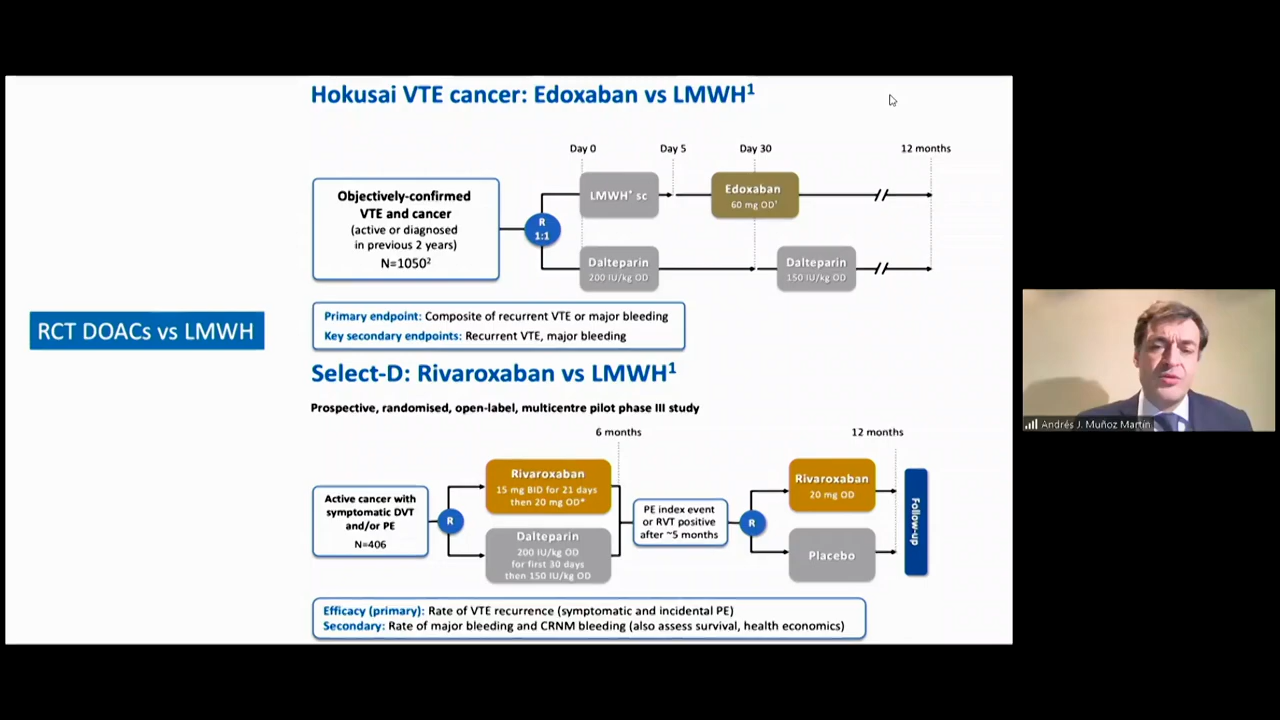 Hokusai VTE cancer: Edoxaban vs LMWH¹
Day 0
Day 5
Day 30
12 months
Objectively-confirmed
VTE and cancer
(active or diagnosed
in previous 2 years)
N=1050²
R
1:1
LMWH* sc
Edoxaban
60 mg OD†
Dalteparin
200 IU/kg OD
Dalteparin
150 IU/kg OD
Primary endpoint: Composite of recurrent VTE or major bleeding
Key secondary endpoints: Recurrent VTE, major bleeding
RCT DOACs vs LMWH
Select-D: Rivaroxaban vs LMWH¹
Prospective, randomised, open-label, multicentre pilot phase III study
6 months
12 months
Active cancer with
symptomatic DVT
and/or PE
N=406
R
Rivaroxaban
15 mg BID for 21 days
then 20 mg OD*
Dalteparin
200 IU/kg OD
for first 30 days
then 150 IU/kg OD
PE index event
or RVT positive
after ~5 months
R
Rivaroxaban
20 mg OD
Placebo
Follow-up
Efficacy (primary): Rate of VTE recurrence (symptomatic and incidental PE)
Secondary: Rate of major bleeding and CRNM bleeding (also assess survival, health economics)
Andrés J. Muñoz Martín